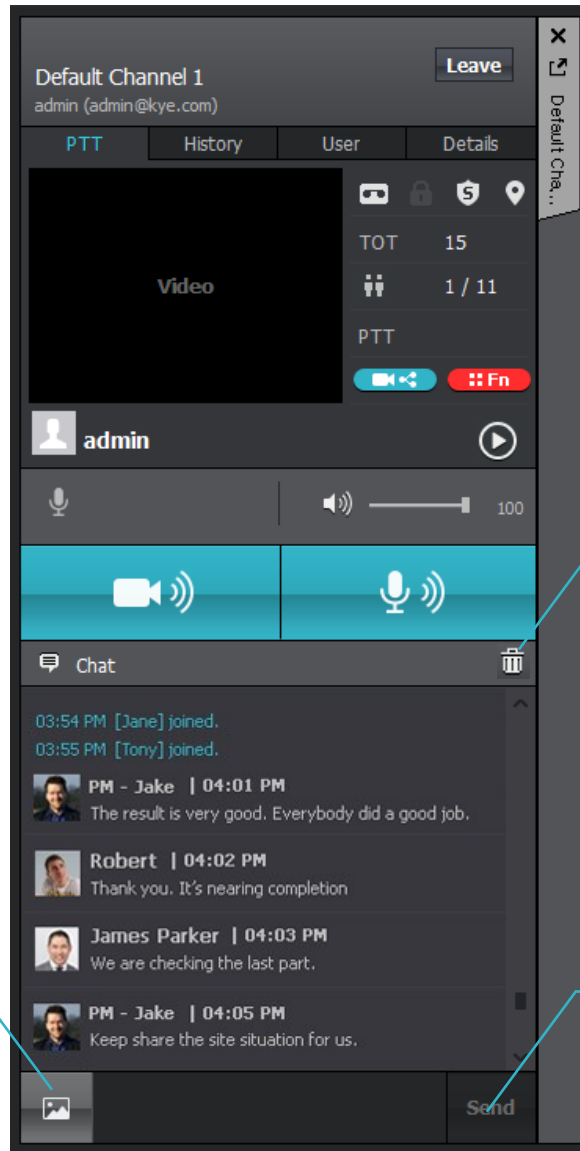 Default Channel 1
Leave
admin (admin@kye.com)
PTT History User Details
Video
S
TOT 15
1 / 11
PTT
Fn
admin
100
Chat
03:54 PM [Jane] joined.
03:55 PM [Tony] joined.
PM - Jake | 04:01 PM
The result is very good. Everybody did a good job.
Robert | 04:02 PM
Thank you. It's nearing completion
James Parker | 04:03 PM
We are checking the last part.
PM - Jake | 04:05 PM
Keep share the site situation for us.
Send
Default Cha...